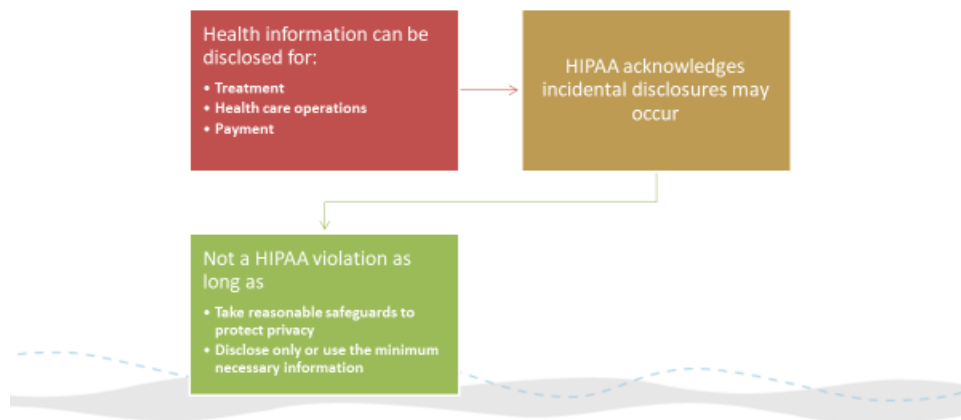 Health information can be
disclosed for:
• Treatment
• Health care operations
• Payment
HIPAA acknowledges
incidental disclosures may
occur
Not a HIPAA violation as
long as
• Take reasonable safeguards to
protect privacy
• Disclose only or use the minimum
necessary information